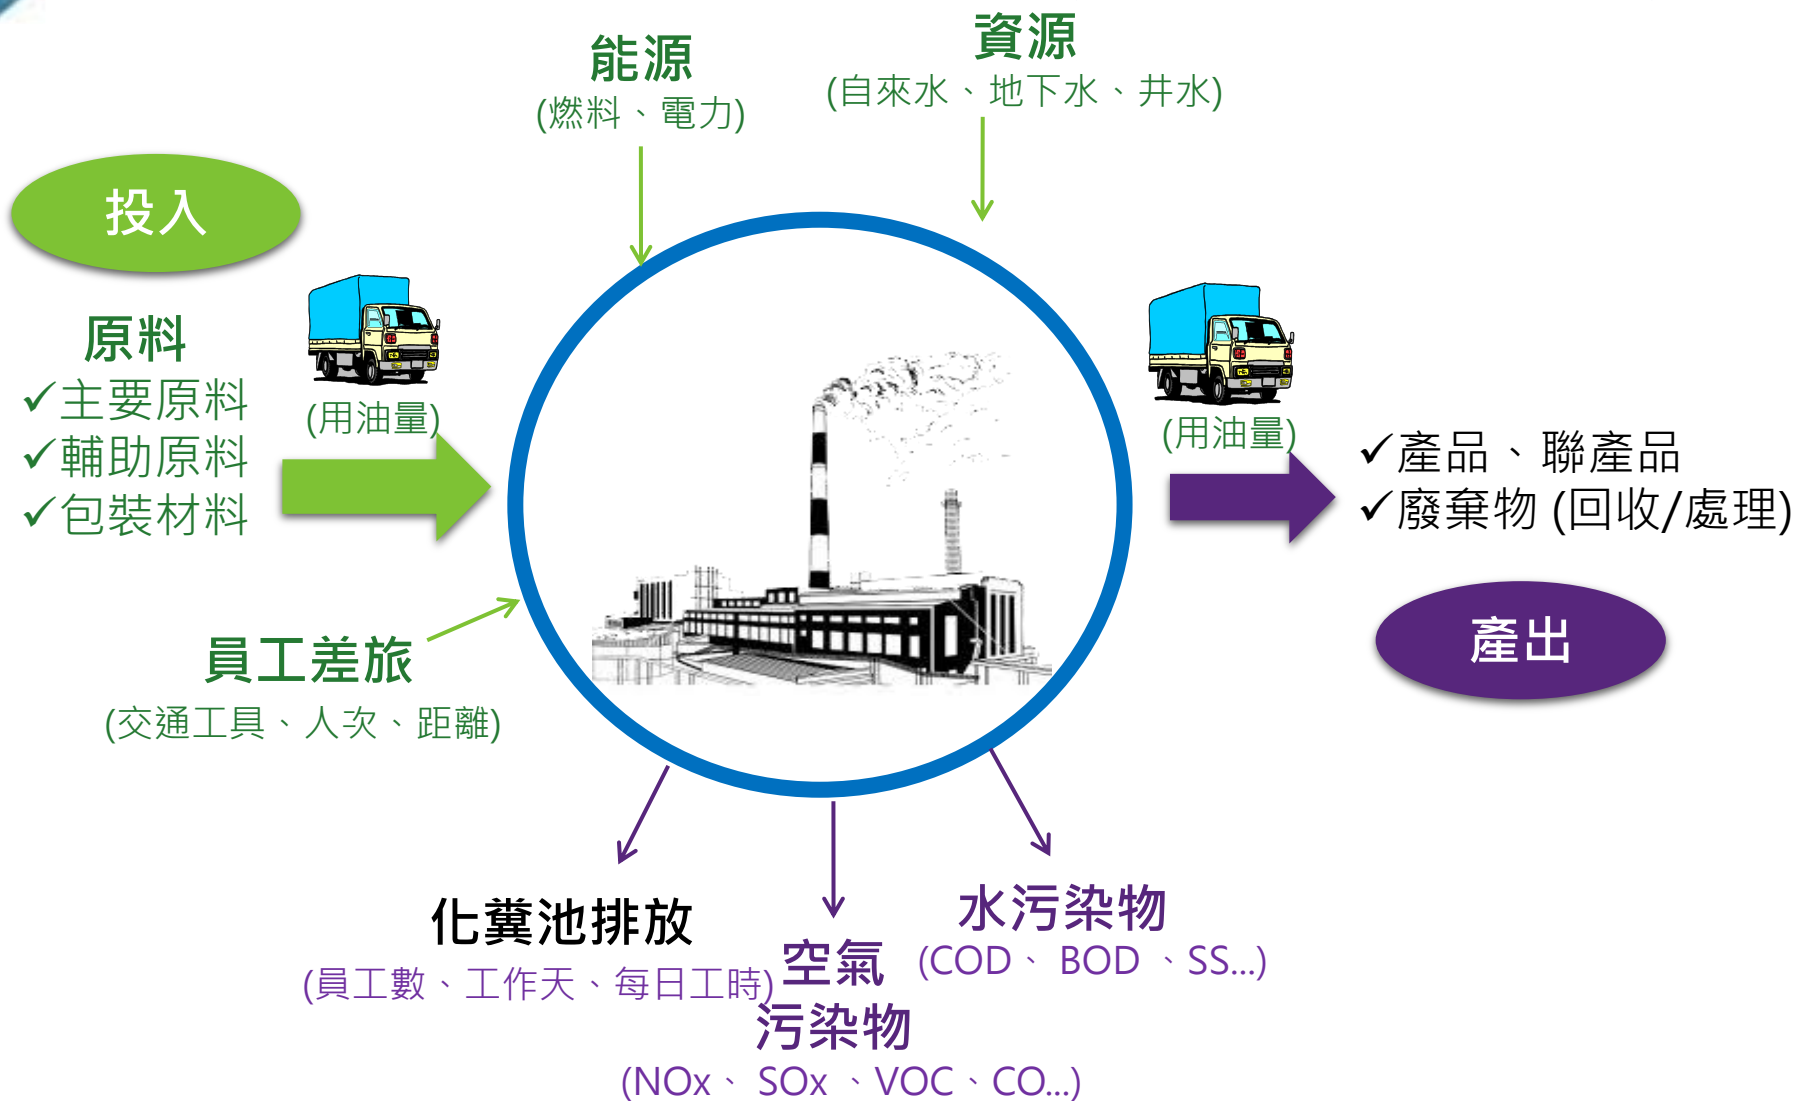 能源
(燃料、電力)
資源
(自來水、地下水、井水)
投入
原料
✓主要原料
✓輔助原料
✓包裝材料
(用油量)
(用油量)
✓產品、聯產品
✓廢棄物 (回收/處理)
產出
員工差旅
(交通工具、人次、距離)
化糞池排放
(員工數、工作天、每日工時)
空氣
污染物
(NOx、 SOx 、VOC、CO...)
水污染物
(COD、 BOD 、SS...)